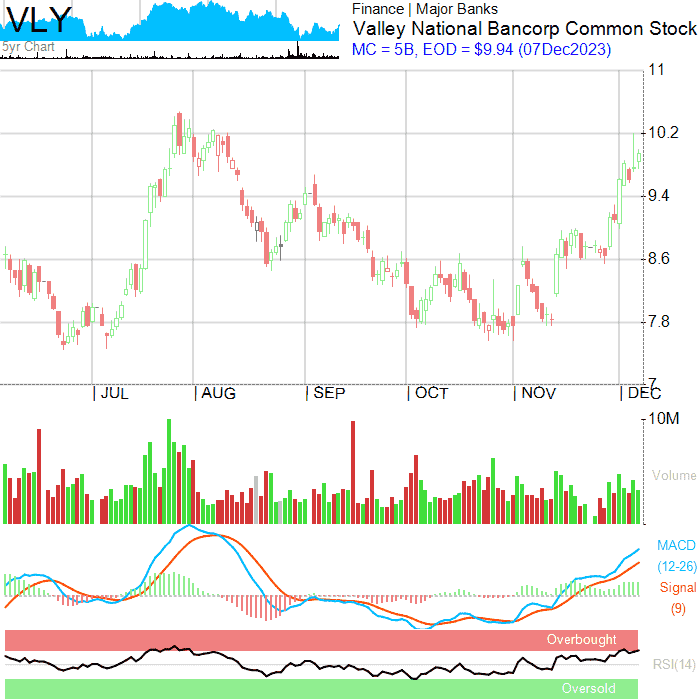 VLY
5yr Chart
Finance | Major Banks
Valley National Bancorp Common Stock
MC = 5B, EOD = $9.94 (07Dec2023)
11
10.2
9.4
8.6
7.8
7
JUL
AUG
SEP
OCT
NOV
DEC
10M
Volume
MACD
(12-26)
Signal
(9)
Overbought
RSI(14)
Oversold